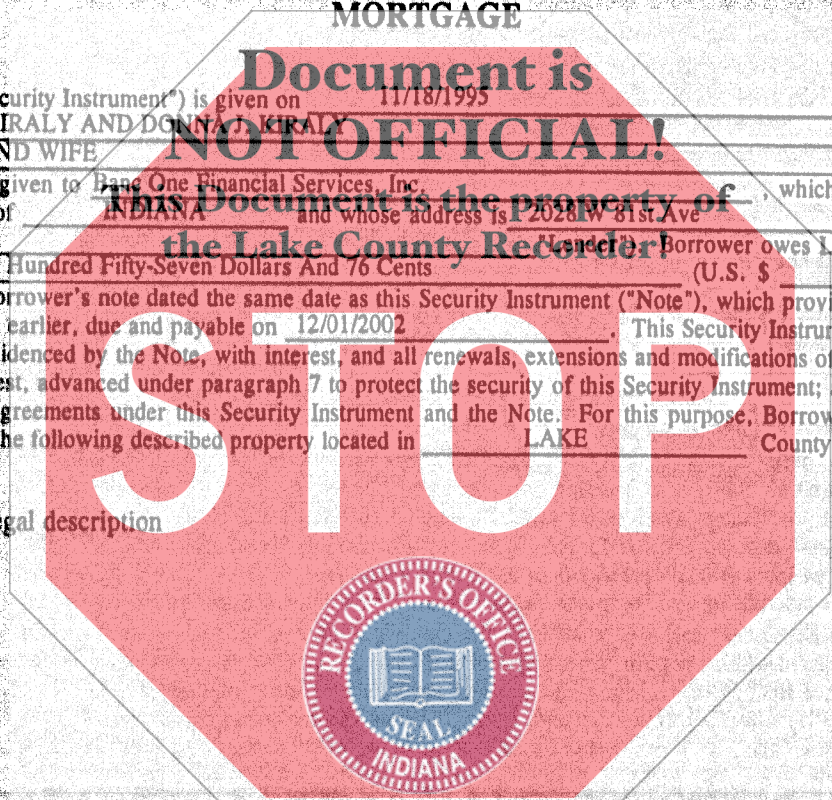 MORTGAGE
Document is
curity Instrument") is given on 11/18/1995
IRALY AND DONNA J. KIRALY
NOT OFFICIAL!
ND WIFE
given to Banc One Financial Services, Inc. , which
This Document is the property of
of INDIANA and whose address is 2028 W 81st Ave
the Lake County Recorder!
"Lender"). Borrower owes L
Hundred Fifty-Seven Dollars And 76 Cents (U.S. $
orrower's note dated the same date as this Security Instrument ("Note"), which provi
earlier, due and payable on 12/01/2002 . This Security Instrum
idenced by the Note, with interest, and all renewals, extensions and modifications of
est, advanced under paragraph 7 to protect the security of this Security Instrument;
greements under this Security Instrument and the Note. For this purpose, Borrow
he following described property located in LAKE County
egal description
STOP
RECORDER'S OFFICE
SEAL
INDIANA